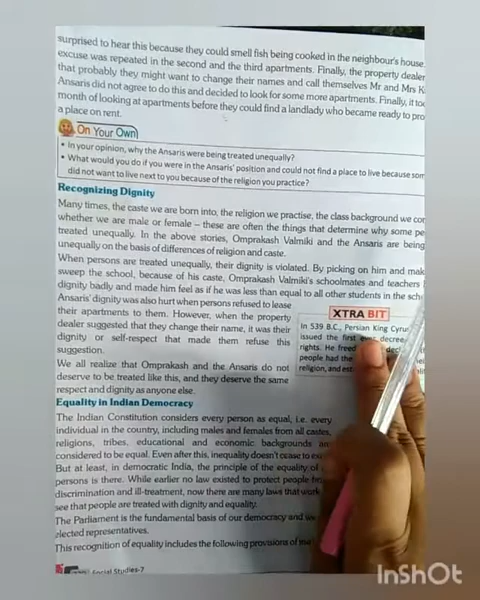 surprised to hear this because they could smell fish being cooked in the neighbour's house.
excuse was repeated in the second and the third apartments. Finally, the property dealer
that probably they might want to change their names and call themselves Mr and Mrs K
Ansaris did not agree to do this and decided to look for some more apartments. Finally, it
month of looking at apartments before they could find a landlady who became ready to
a place on rent.
On Your Own
• In your opinion, why the Ansaris were being treated unequally?
• What would you do if you were in the Ansaris' position and could not find a place to live because
did not want to live next to you because of the religion you practise?
Recognizing Dignity
Many times, the caste we are born into, the religion we practise, the class background we
whether we are male or female – these are often the things that determine why some
treated unequally. In the above stories, Omprakash Valmiki and the Ansaris are being
unequally on the basis of differences of religion and caste.
When persons are treated unequally, their dignity is violated. By picking on him and
sweep the school, because of his caste, Omprakash Valmiki's schoolmates and teachers
dignity badly and made him feel as if he was less than equal to all other students in the
Ansaris' dignity was also hurt when persons refused to lease
their apartments to them. However, when the property
dealer suggested that they change their name, it was their
dignity or self-respect that made them refuse this
suggestion.
We all realize that Omprakash and the Ansaris do not
deserve to be treated like this, and they deserve the same
respect and dignity as anyone else.
XTRA BIT
In 539 B.C., Persian King
issued the first ever decree
rights. He
people had the
religion, and
Equality in Indian Democracy
The Indian Constitution considers every person as equal, i.e. every
individual in the country, including males and females from all castes,
religions, tribes, educational and economic backgrounds
considered to be equal. Even after this, inequality doesn't cease to
But at least, in democratic India, the principle of the equality of
persons is there. While earlier no law existed to protect people
discrimination and ill-treatment, now there are many laws that work
see that people are treated with dignity and equality.
The Parliament is the fundamental basis of our democracy and
elected representatives.
This recognition of equality includes the following provisions of
Social Studies-7
InShOt